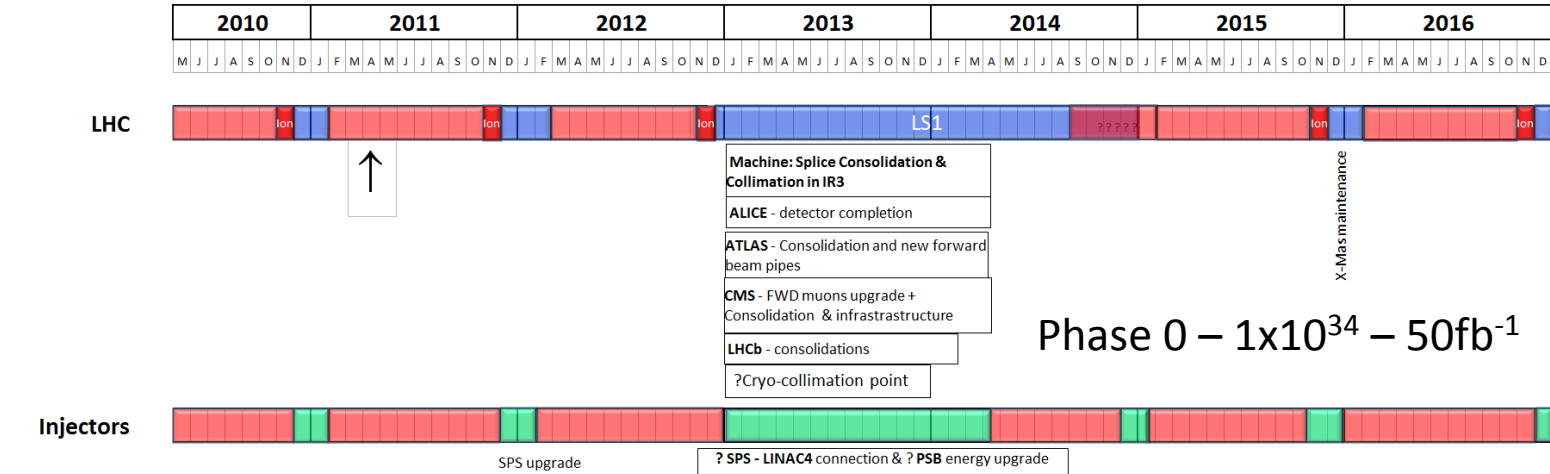 2010 2011 2012 2013 2014 2015 2016
M J J A S O N D J F M A M J J A S O N D J F M A M J J A S O N D J F M A M J J A S O N D J F M A M J J A S O N D J F M A M J J A S O N D J F M A M J J A S O N D
LHC
Ion Ion Ion LS1 ????? Ion Ion
Machine: Splice Consolidation &
Collimation in IR3
ALICE - detector completion
ATLAS - Consolidation and new forward
beam pipes
CMS - FWD muons upgrade +
Consolidation & infrastrastructure
LHCb - consolidations
?Cryo-collimation point
X-Mas maintenance
Phase 0 – 1x10³⁴ – 50fb⁻¹
Injectors
SPS upgrade
? SPS - LINAC4 connection & ? PSB energy upgrade